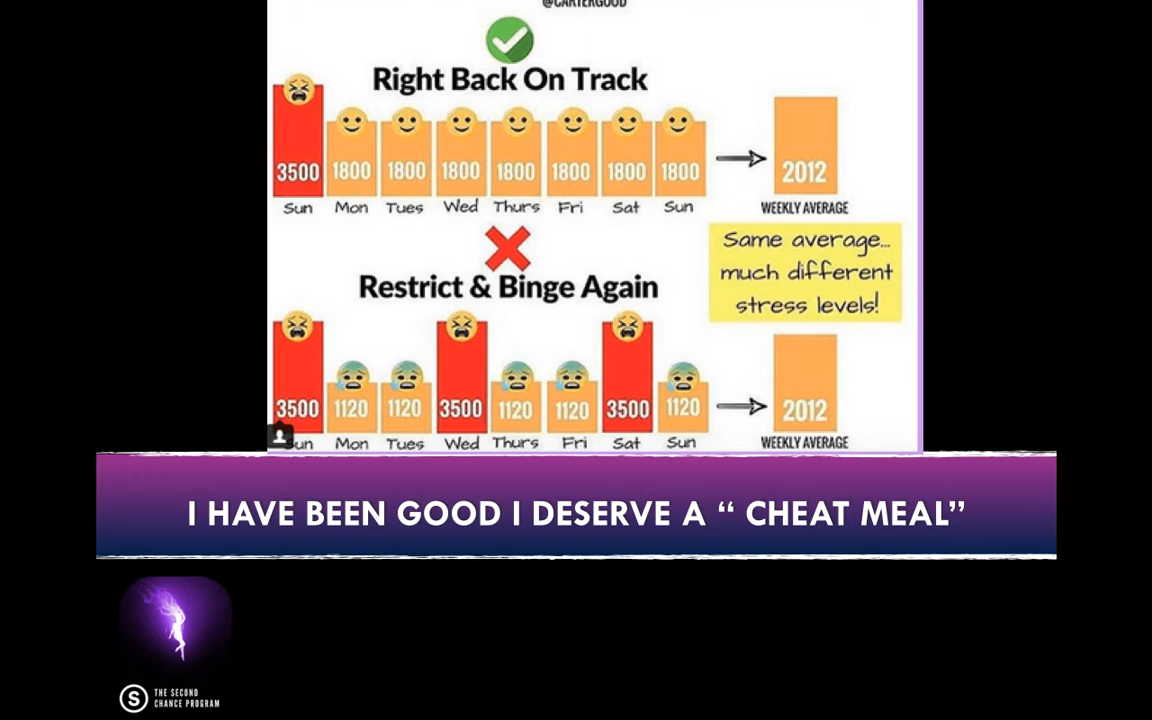 @CARTERGOOD
Right Back On Track
3500 1800 1800 1800 1800 1800 1800 1800 2012
Sun Mon Tues Wed Thurs Fri Sat Sun WEEKLY AVERAGE
Same average...
much different
stress levels!
Restrict & Binge Again
3500 1120 1120 3500 1120 1120 3500 1120 2012
Sun Mon Tues Wed Thurs Fri Sat Sun WEEKLY AVERAGE
I HAVE BEEN GOOD I DESERVE A “ CHEAT MEAL”
S THE SECOND
CHANCE PROGRAM